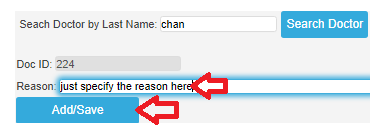 Seach Doctor by Last Name: chan Search Doctor
Doc ID: 224
Reason: just specify the reason here
Add/Save